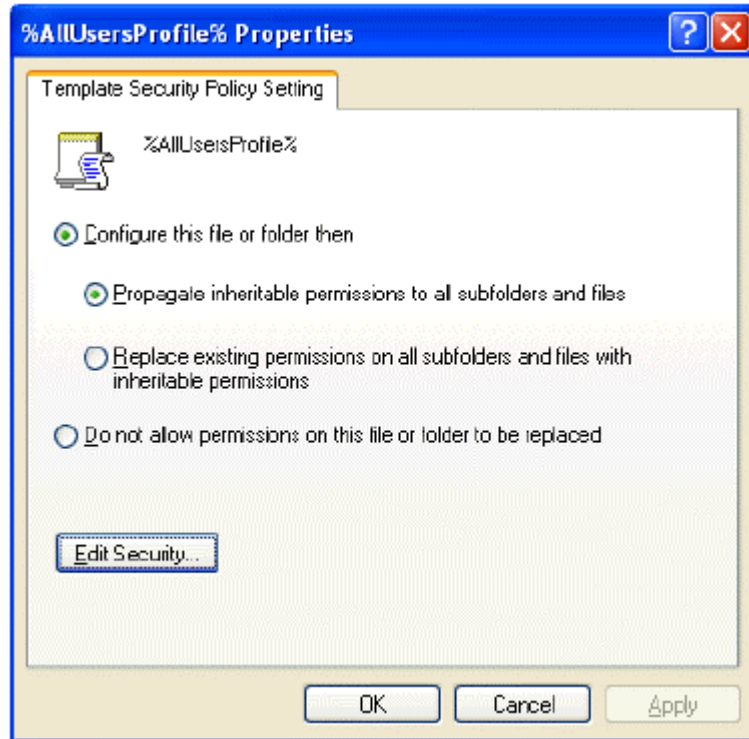 %AllUsersProfile% Properties
Template Security Policy Setting
%AllUsersProfile%
Configure this file or folder then
Propagate inheritable permissions to all subfolders and files
Replace existing permissions on all subfolders and files with
inheritable permissions
Do not allow permissions on this file or folder to be replaced
Edit Security...
OK Cancel Apply